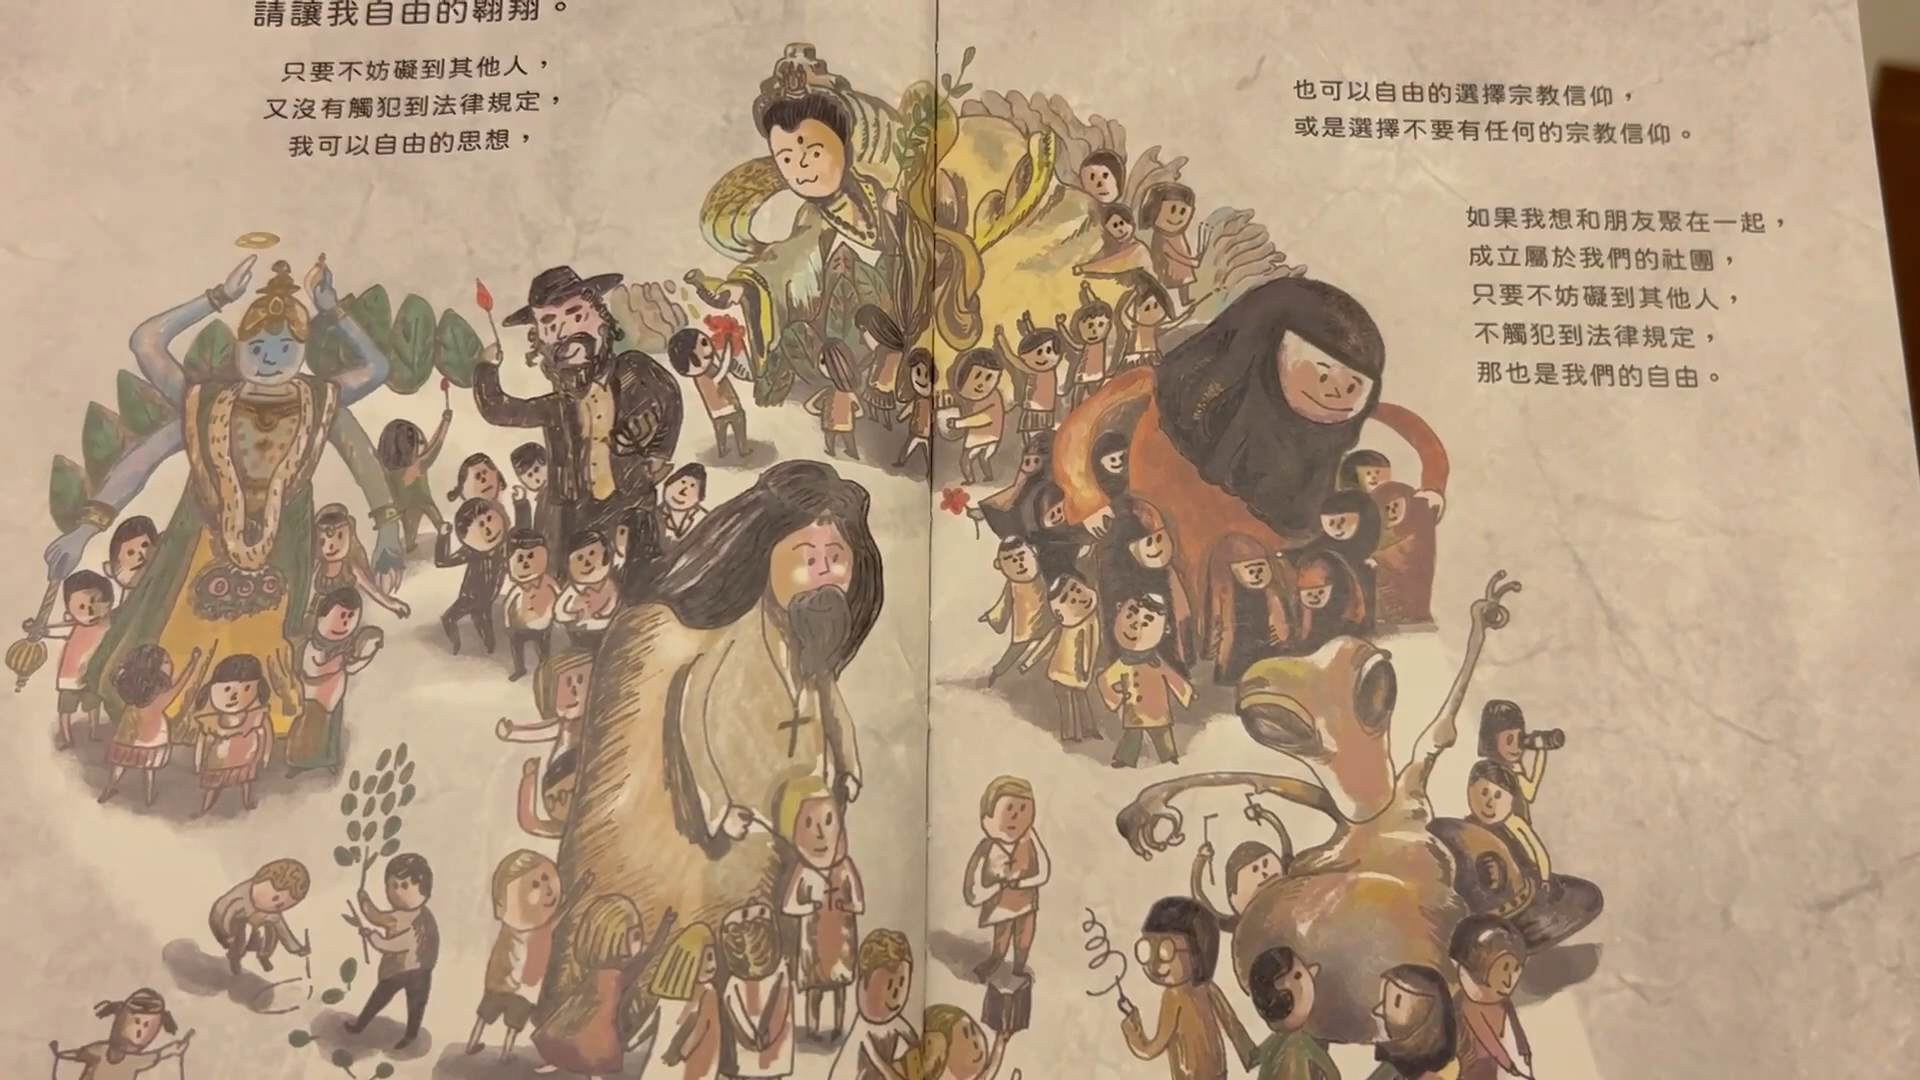 請讓我自由的翱翔。
只要不妨礙到其他人，
又沒有觸犯到法律規定，
我可以自由的思想，
也可以自由的選擇宗教信仰，
或是選擇不要有任何的宗教信仰。
如果我想和朋友聚在一起，
成立屬於我們的社團，
只要不妨礙到其他人，
不觸犯到法律規定，
那也是我們的自由。